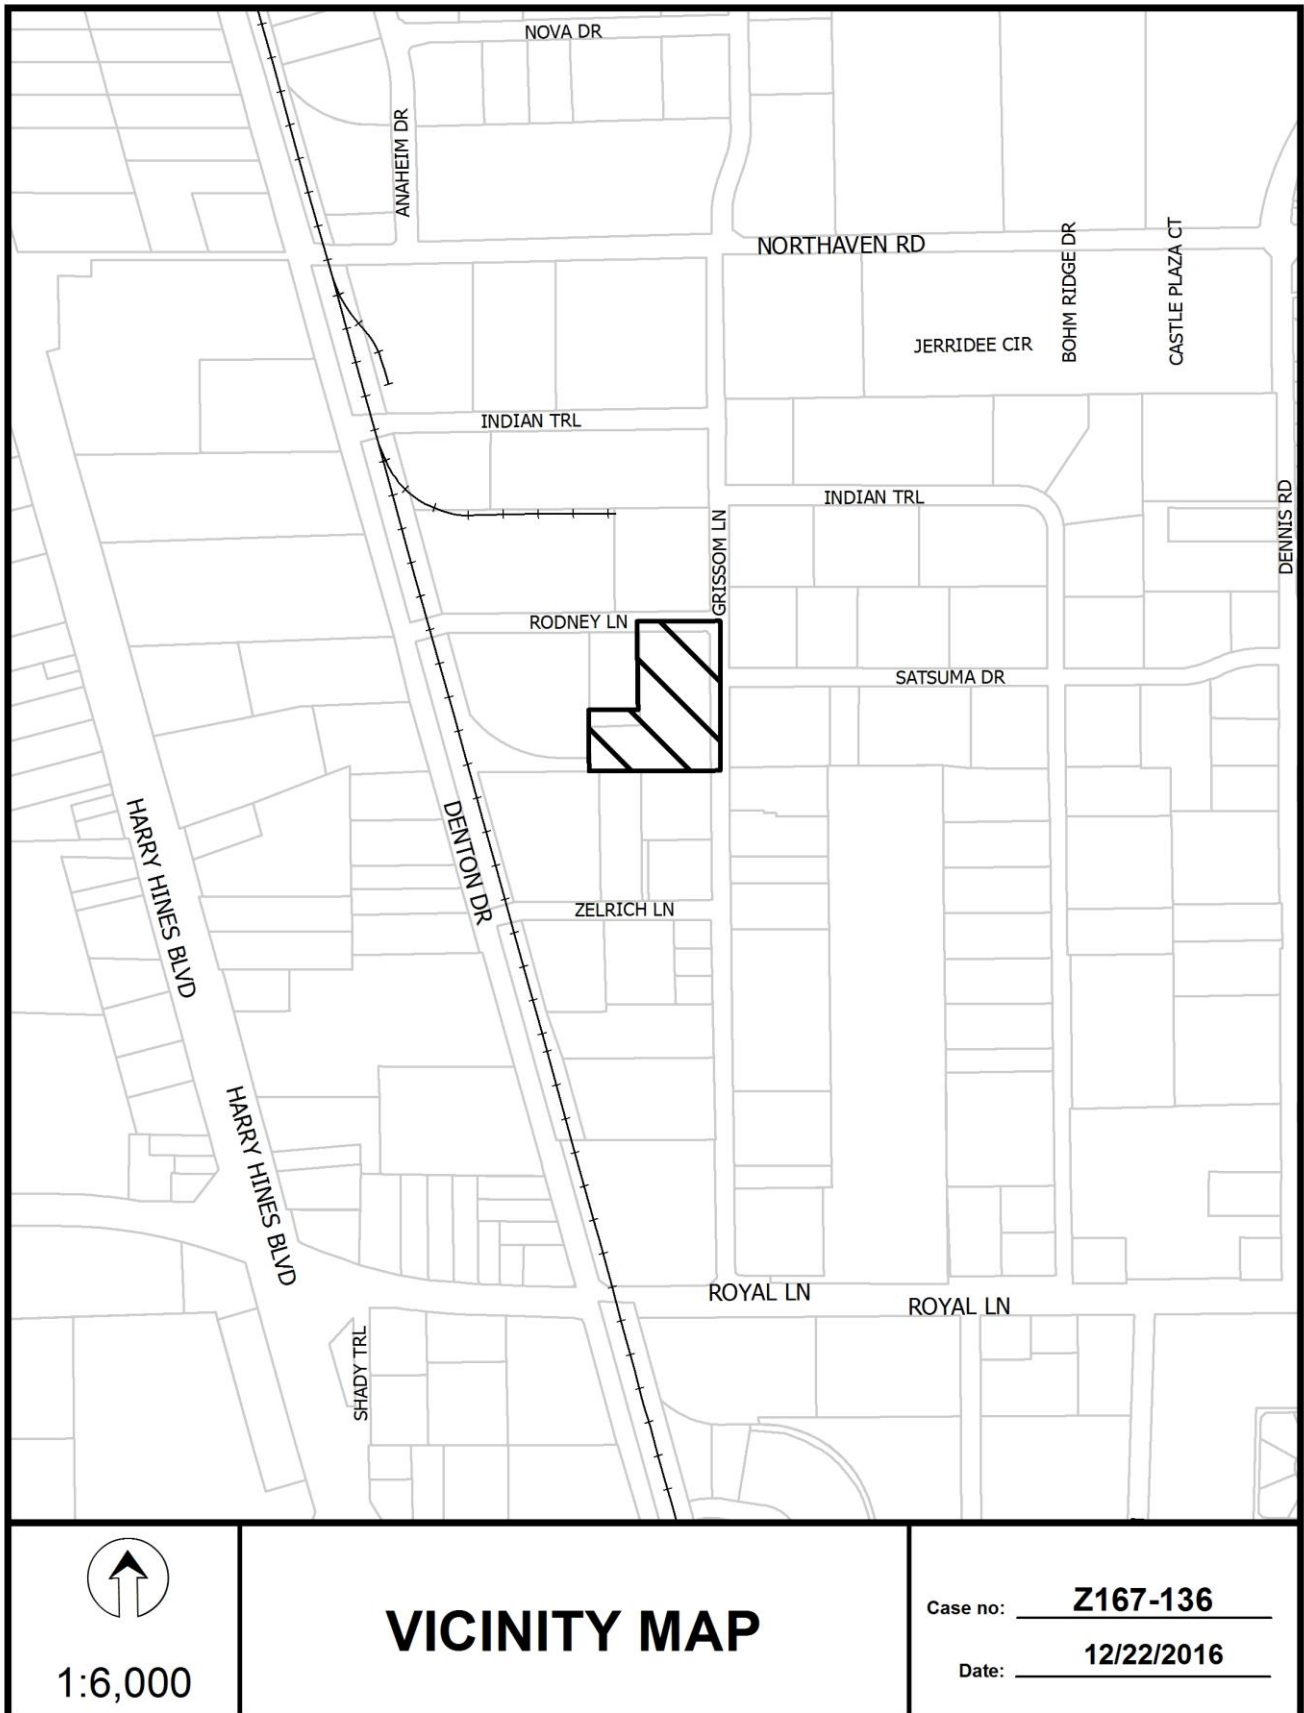 NOVA DR
ANAHEIM DR
NORTHAVEN RD
BOHM RIDGE DR
CASTLE PLAZA CT
JERRIDEE CIR
INDIAN TRL
INDIAN TRL
DENNIS RD
GRISSOM LN
RODNEY LN
SATSUMA DR
HARRY HINES BLVD
DENTON DR
ZELRICH LN
HARRY HINES BLVD
ROYAL LN
ROYAL LN
SHADY TRL
1:6,000
VICINITY MAP
Case no: Z167-136
Date: 12/22/2016